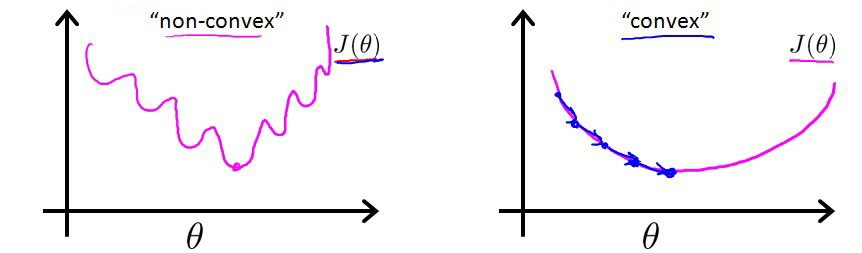 “non-convex”
J(θ)
θ
“convex”
J(θ)
θ